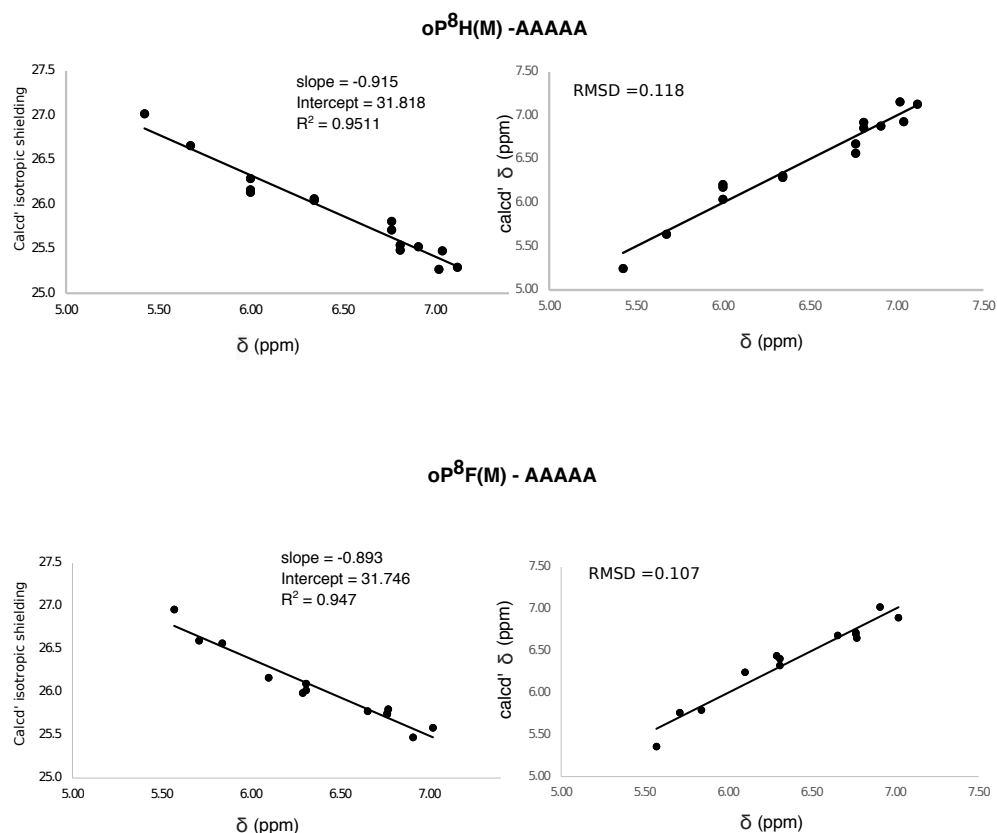 oP⁸H(M) -AAAAA
27.5
27.0
26.5
26.0
25.5
25.0
Calcd' isotropic shielding
slope = -0.915
Intercept = 31.818
R² = 0.9511
5.00 5.50 6.00 6.50 7.00
δ (ppm)
7.50
7.00
6.50
6.00
5.50
5.00
calcd' δ (ppm)
RMSD =0.118
5.00 5.50 6.00 6.50 7.00 7.50
δ (ppm)
oP⁸F(M) - AAAAA
27.5
27.0
26.5
26.0
25.5
25.0
Calcd' isotropic shielding
slope = -0.893
Intercept = 31.746
R² = 0.947
5.00 5.50 6.00 6.50 7.00
δ (ppm)
7.50
7.00
6.50
6.00
5.50
5.00
calcd' δ (ppm)
RMSD =0.107
5.00 5.50 6.00 6.50 7.00 7.50
δ (ppm)